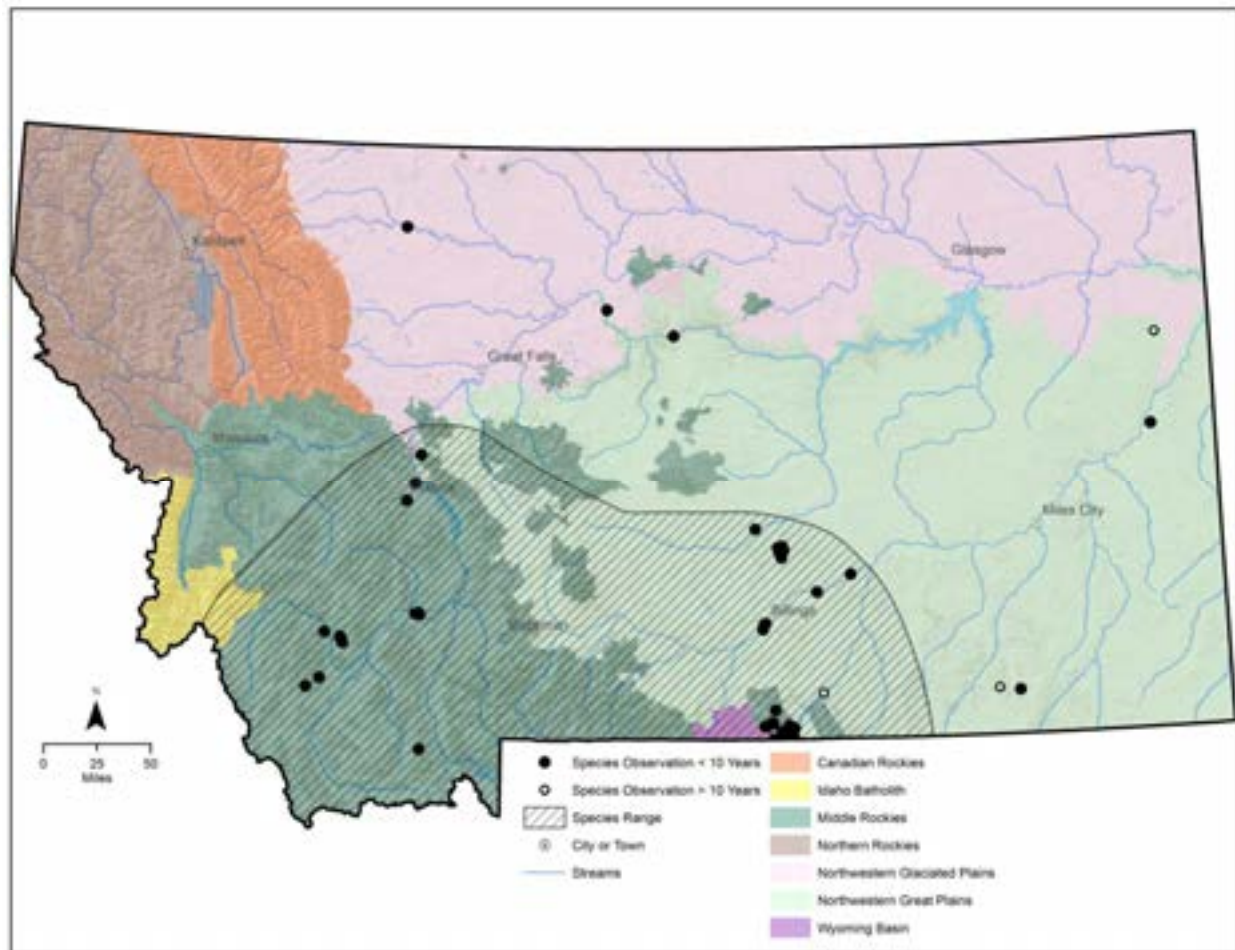 Kalispell
Glasgow
Great Falls
Missoula
Miles City
Billings
Bozeman
N
0 25 50
Miles
Species Observation < 10 Years
Species Observation > 10 Years
Species Range
City or Town
Streams
Canadian Rockies
Idaho Batholith
Middle Rockies
Northern Rockies
Northwestern Glaciated Plains
Northwestern Great Plains
Wyoming Basin